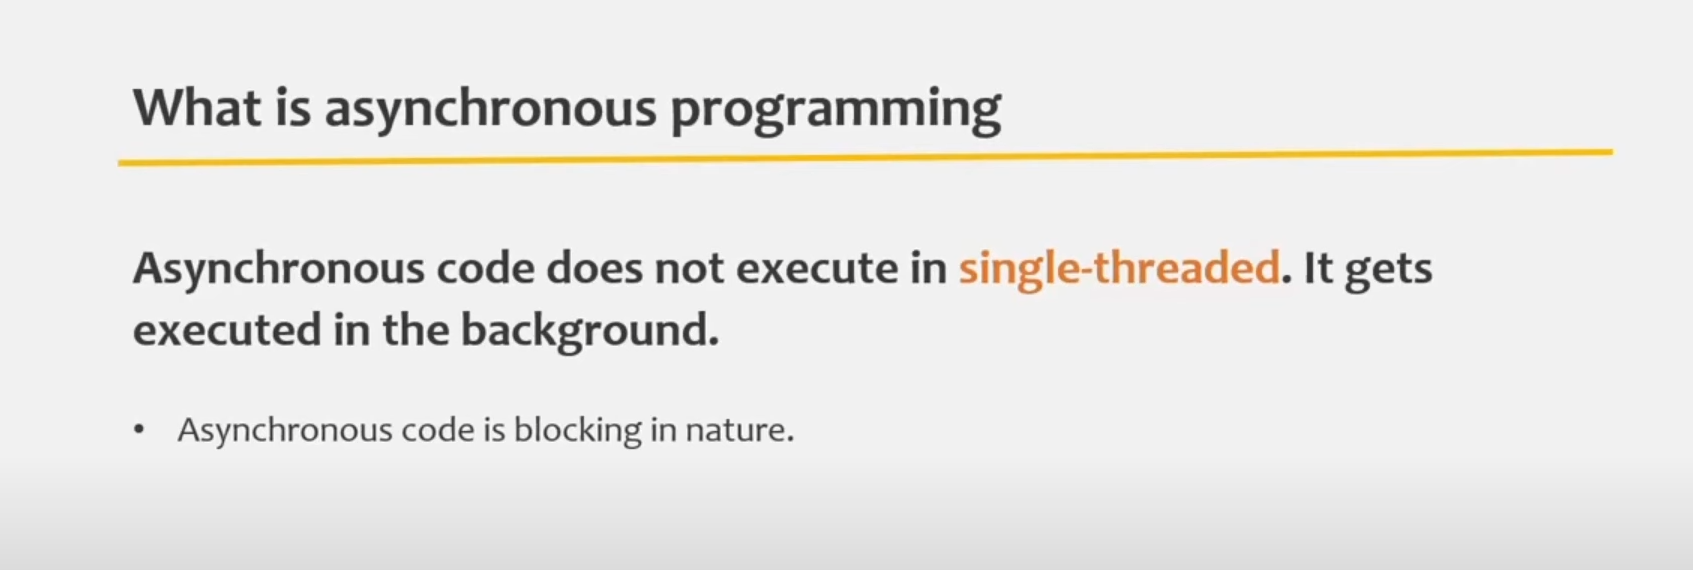 What is asynchronous programming
Asynchronous code does not execute in single-threaded. It gets
executed in the background.
• Asynchronous code is blocking in nature.